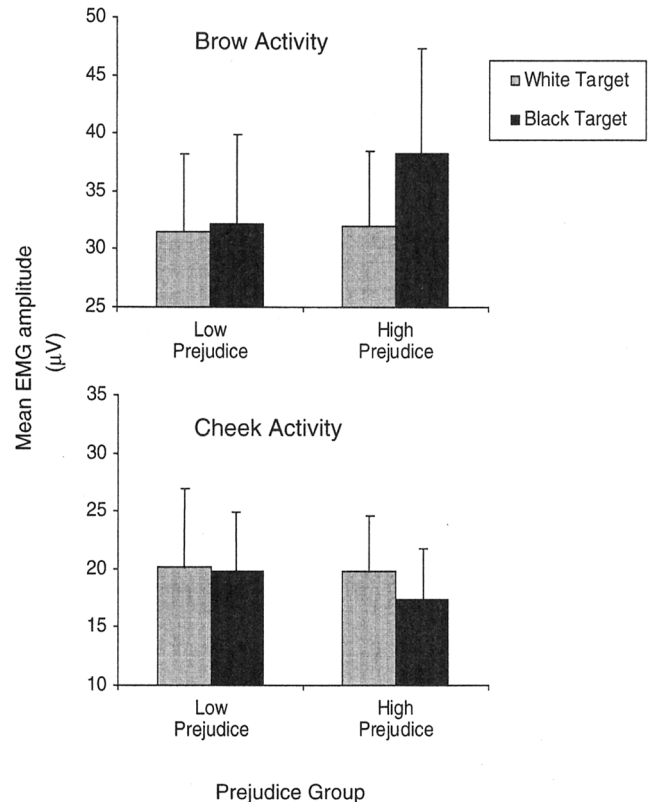 Brow Activity
50
45
40
35
30
25
White Target
Black Target
Low
Prejudice
High
Prejudice
Mean EMG amplitude
(μV)
Cheek Activity
35
30
25
20
15
10
Low
Prejudice
High
Prejudice
Prejudice Group